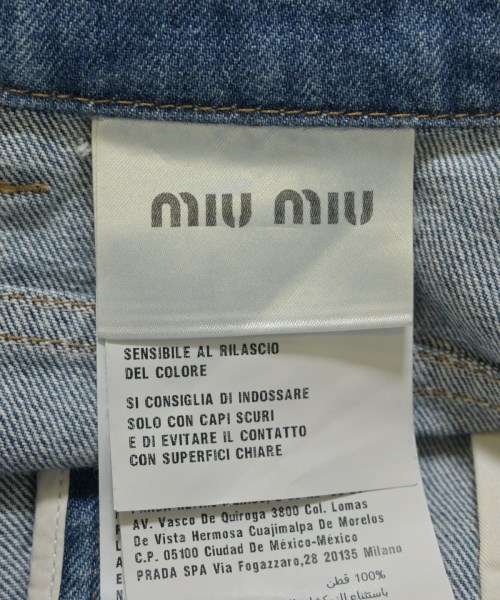 miu miu
SENSIBILE AL RILASCIO
DEL COLORE
SI CONSIGLIA DI INDOSSARE
SOLO CON CAPI SCURI
E DI EVITARE IL CONTATTO
CON SUPERFICI CHIARE
AV. Vasco De Quiroga 3800 Col. Lomas
De Vista Hermosa Cuajimalpa De Morelos
C.P. 05100 Ciudad De México-México
PRADA SPA Via Fogazzaro,28 20135 Milano
100% قطن
باستثناء